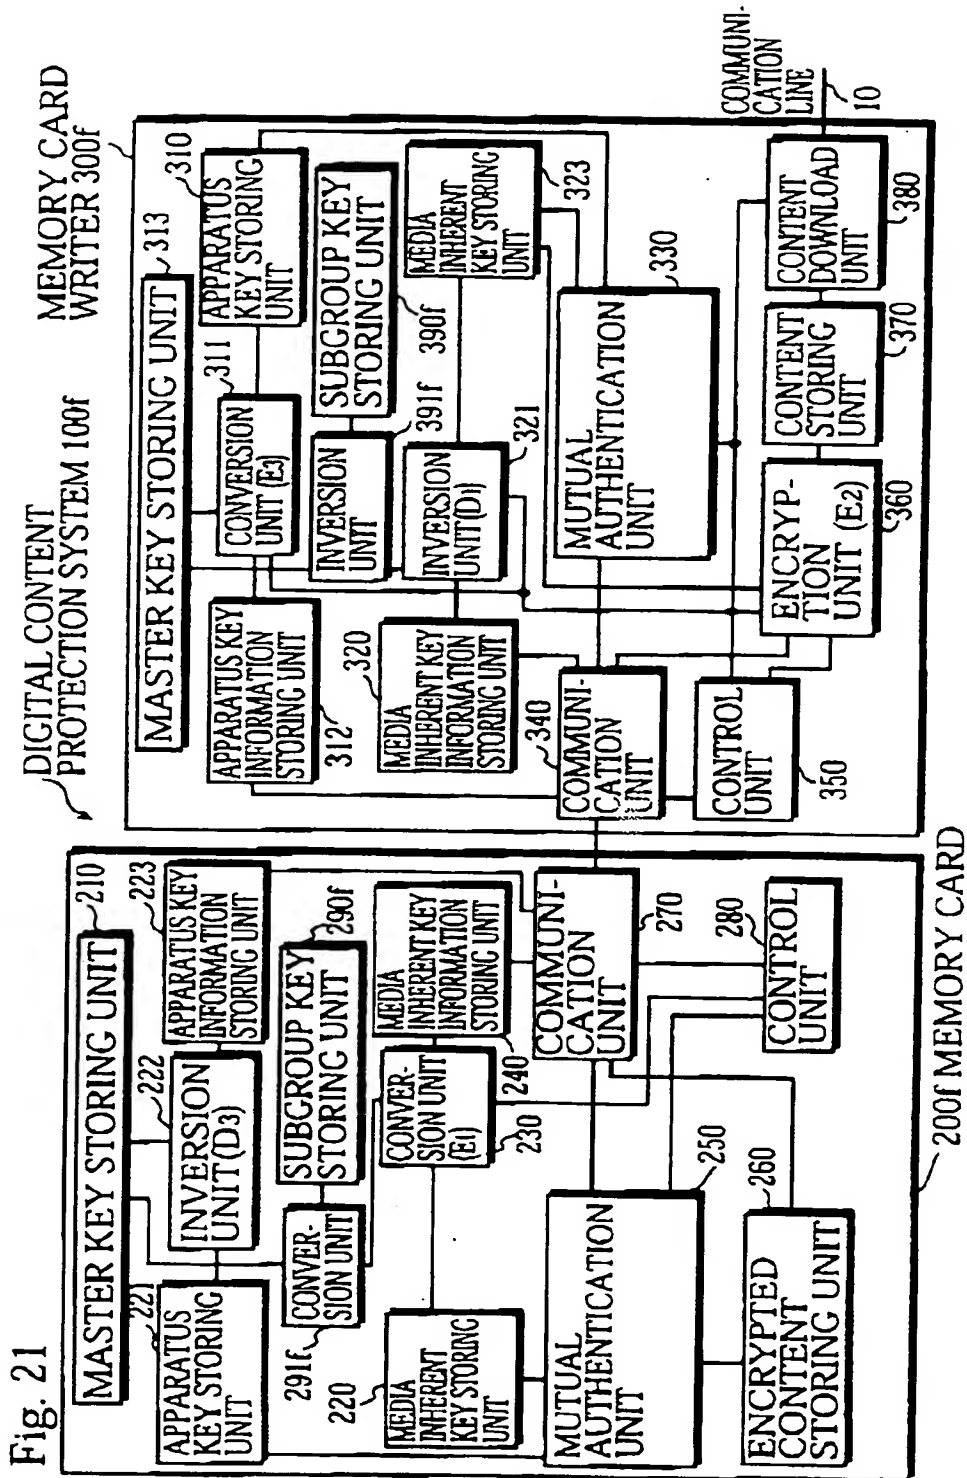 Fig. 21
DIGITAL CONTENT
PROTECTION SYSTEM 100f
MASTER KEY STORING UNIT
210
221
APPARATUS
KEY STORING
UNIT
222
INVERSION
UNIT(D3)
223
APPARATUS KEY
INFORMATION
STORING UNIT
291f
CONVER-
SION UNIT
SUBGROUP KEY
STORING UNIT
290f
220
MEDIA
INHERENT
KEY STORING
UNIT
CONVER-
SION UNIT
(E1)
230
MEDIA
INHERENT KEY
INFORMATION
STORING UNIT
240
MUTUAL
AUTHENTICATION
UNIT
250
COMMUNI-
CATION
UNIT
270
ENCRYPTED
CONTENT
STORING UNIT
260
CONTROL
UNIT
280
200f MEMORY CARD
MEMORY CARD
WRITER 300f
MASTER KEY STORING UNIT
313
APPARATUS KEY
INFORMATION
STORING UNIT
312
CONVERSION
UNIT (E3)
311
APPARATUS
KEY STORING
UNIT
310
INVERSION
UNIT
391f
SUBGROUP KEY
STORING UNIT
390f
320
MEDIA
INHERENT KEY
INFORMATION
STORING UNIT
INVERSION
UNIT(D1)
321
MEDIA
INHERENT
KEY STORING
UNIT
323
340
COMMUNI-
CATION
UNIT
MUTUAL
AUTHENTICATION
UNIT
330
CONTROL
UNIT
350
ENCRYP-
TION
UNIT (E2)
360
CONTENT
STORING
UNIT
370
CONTENT
DOWNLOAD
UNIT
380
COMMUNI-
CATION
LINE
10